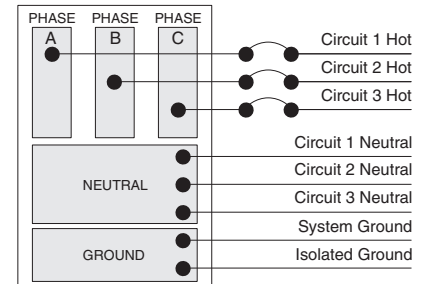 PHASE PHASE PHASE
A B C
Circuit 1 Hot
Circuit 2 Hot
Circuit 3 Hot
Circuit 1 Neutral
Circuit 2 Neutral
NEUTRAL
Circuit 3 Neutral
System Ground
GROUND
Isolated Ground